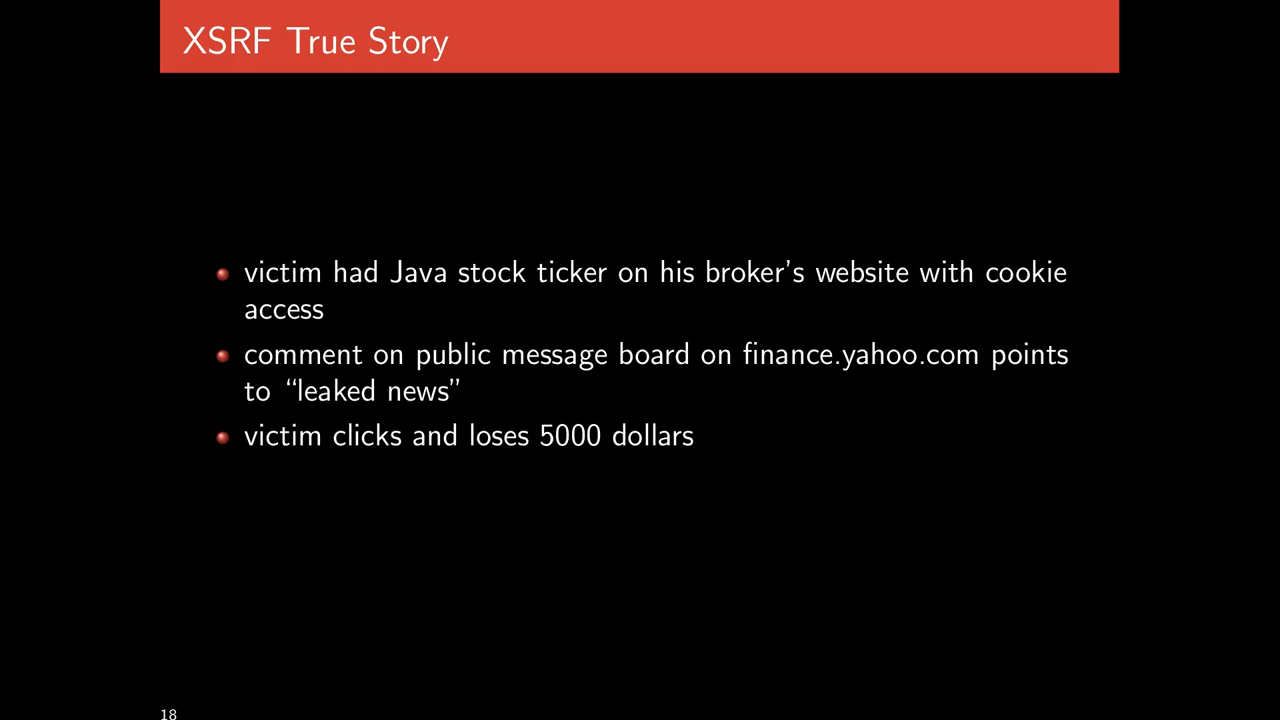 XSRF True Story
victim had Java stock ticker on his broker's website with cookie
access
comment on public message board on finance.yahoo.com points
to “leaked news”
victim clicks and loses 5000 dollars
18